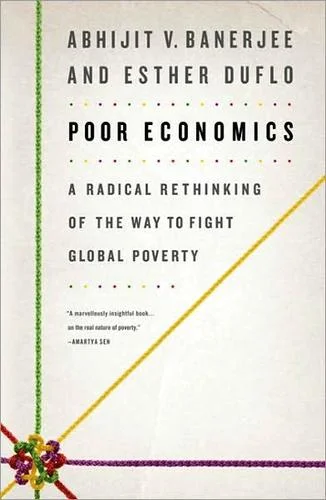 ABHIJIT V. BANERJEE
AND ESTHER DUFLO
POOR ECONOMICS
A RADICAL RETHINKING
OF THE WAY TO FIGHT
GLOBAL POVERTY
"A marvellously insightful book...
on the real nature of poverty."
—AMARTYA SEN